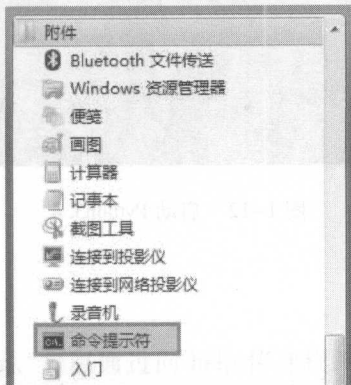 附件
Bluetooth 文件传送
Windows 资源管理器
便笺
画图
计算器
记事本
截图工具
连接到投影仪
连接到网络投影仪
录音机
命令提示符
入门